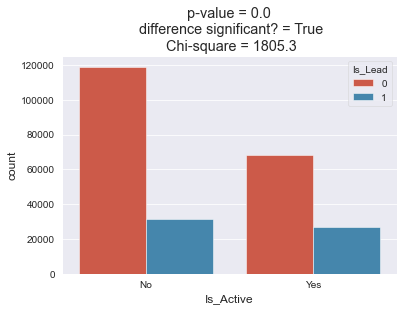 p-value = 0.0
difference significant? = True
Chi-square = 1805.3
Is_Lead
0
1
120000
100000
80000
60000
40000
20000
0
count
No
Yes
Is_Active